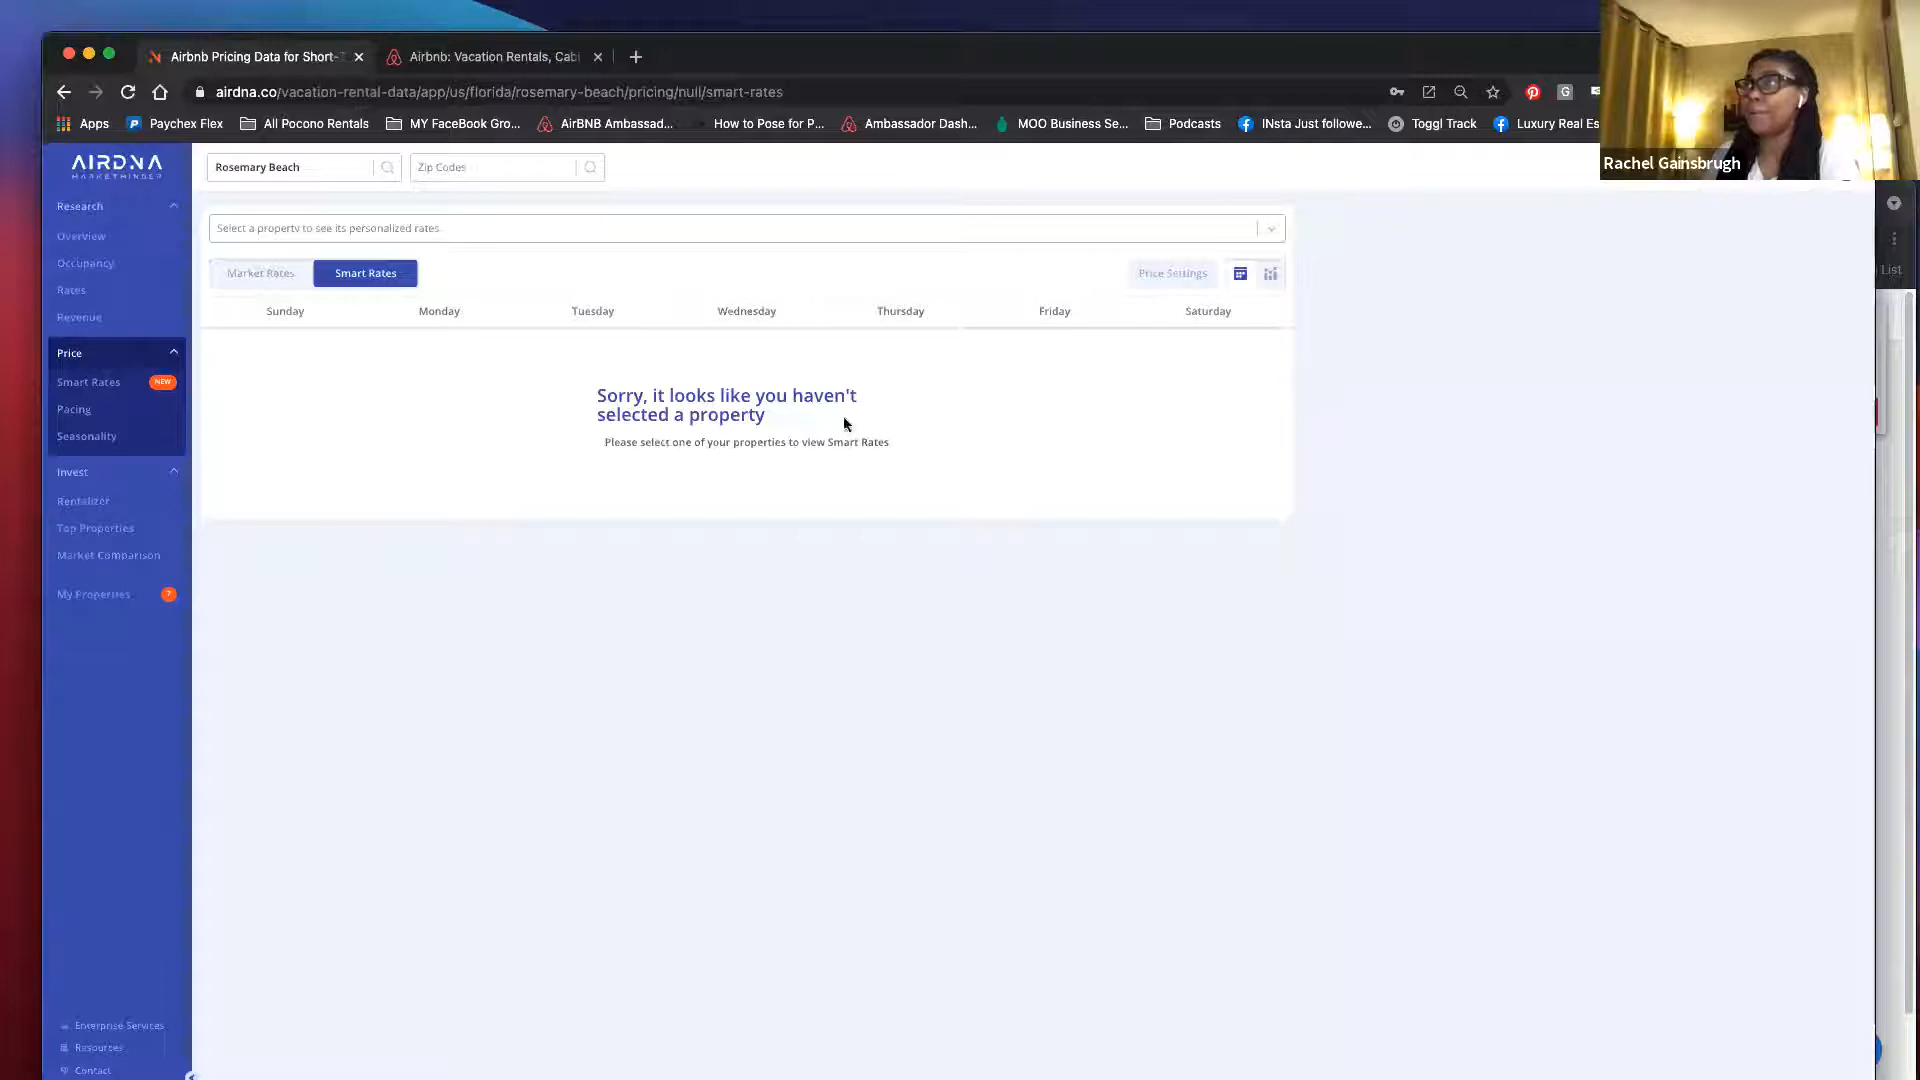 Airbnb Pricing Data for Short-T
Airbnb: Vacation Rentals, Cabi
airdna.co/vacation-rental-data/app/us/florida/rosemary-beach/pricing/null/smart-rates
Apps
Paychex Flex
All Pocono Rentals
MY FaceBook Gro...
AirBNB Ambassad...
How to Pose for P...
Ambassador Dash...
MOO Business Se...
Podcasts
INsta Just followe...
Toggl Track
Luxury Real Es
Rachel Gainsbrugh
AIRDNA
MARKETMINDER
Rosemary Beach
Zip Codes
Research
Overview
Occupancy
Rates
Revenue
Price
Smart Rates NEW
Pacing
Seasonality
Invest
Rentalizer
Top Properties
Market Comparison
My Properties ?
Enterprise Services
Resources
Contact
Select a property to see its personalized rates
Market Rates
Smart Rates
Price Settings
Sunday Monday Tuesday Wednesday Thursday Friday Saturday
Sorry, it looks like you haven't
selected a property
Please select one of your properties to view Smart Rates
List